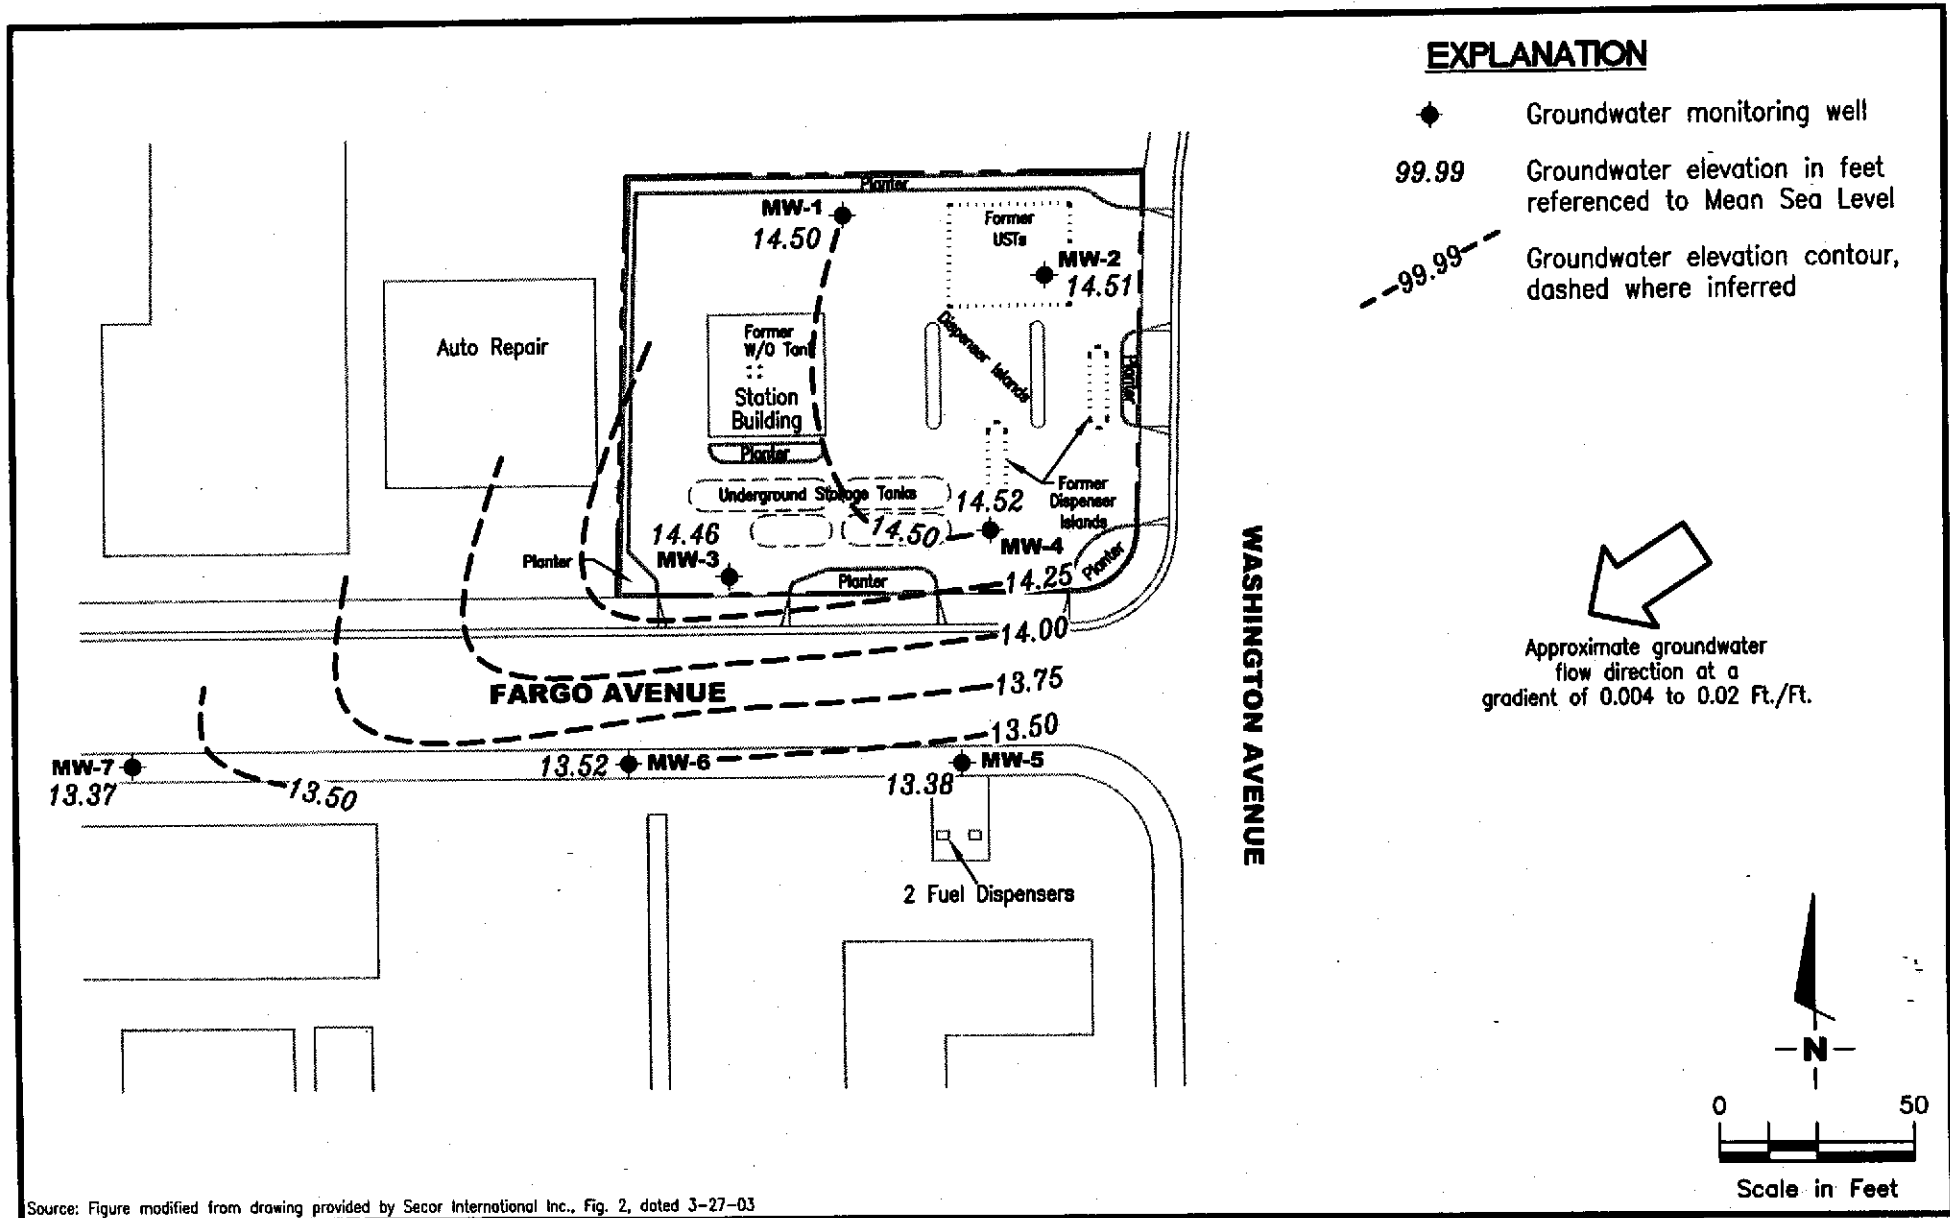 EXPLANATION
Groundwater monitoring well
99.99
Groundwater elevation in feet
referenced to Mean Sea Level
99.99
Groundwater elevation contour,
dashed where inferred
Planter
MW-1
14.50
Former
USTs
MW-2
14.51
Auto Repair
Former
W/O Tank
Station
Building
Planter
Dispenser Islands
Planter
Underground Storage Tanks
14.52
Former
Dispenser
Islands
14.46
MW-3
14.50
MW-4
Planter
Planter
Planter
14.25
14.00
13.75
13.50
FARGO AVENUE
WASHINGTON AVENUE
MW-7
13.37
13.50
13.52
MW-6
MW-5
13.38
2 Fuel Dispensers
Approximate groundwater
flow direction at a
gradient of 0.004 to 0.02 Ft./Ft.
N
0 50
Scale in Feet
Source: Figure modified from drawing provided by Secor International Inc., Fig. 2, dated 3-27-03